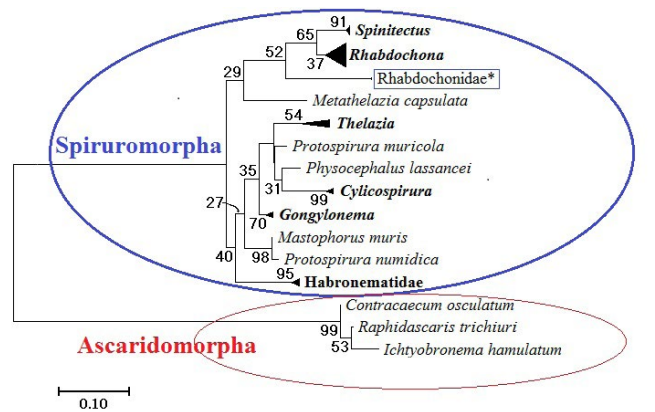 91
Spinitectus
65
Rhabdochona
52
37
Rhabdochonidae*
29
Metathelazia capsulata
54
Thelazia
Spiruromorpha
Protospirura muricola
35
Physocephalus lassancei
31
99
Cylicospirura
27
70
Gongylonema
Mastophorus muris
40
98
Protospirura numidica
95
Habronematidae
Contracaecum osculatum
99
Raphidascaris trichiuri
Ascaridomorpha
53
Ichtyobronema hamulatum
0.10